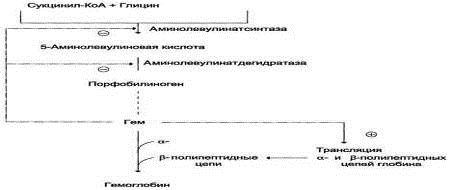 Сукцинил-КоА + Глицин
Аминолевулинатсинтаза
⊖
5-Аминолевулиновая кислота
Аминолевулинатдегидратаза
⊖
Порфобилиноген
Гем
⊕
α-
β-полипептидные
цепи
Трансляция
α- и β-полипептидных
цепей глобина
Гемоглобин